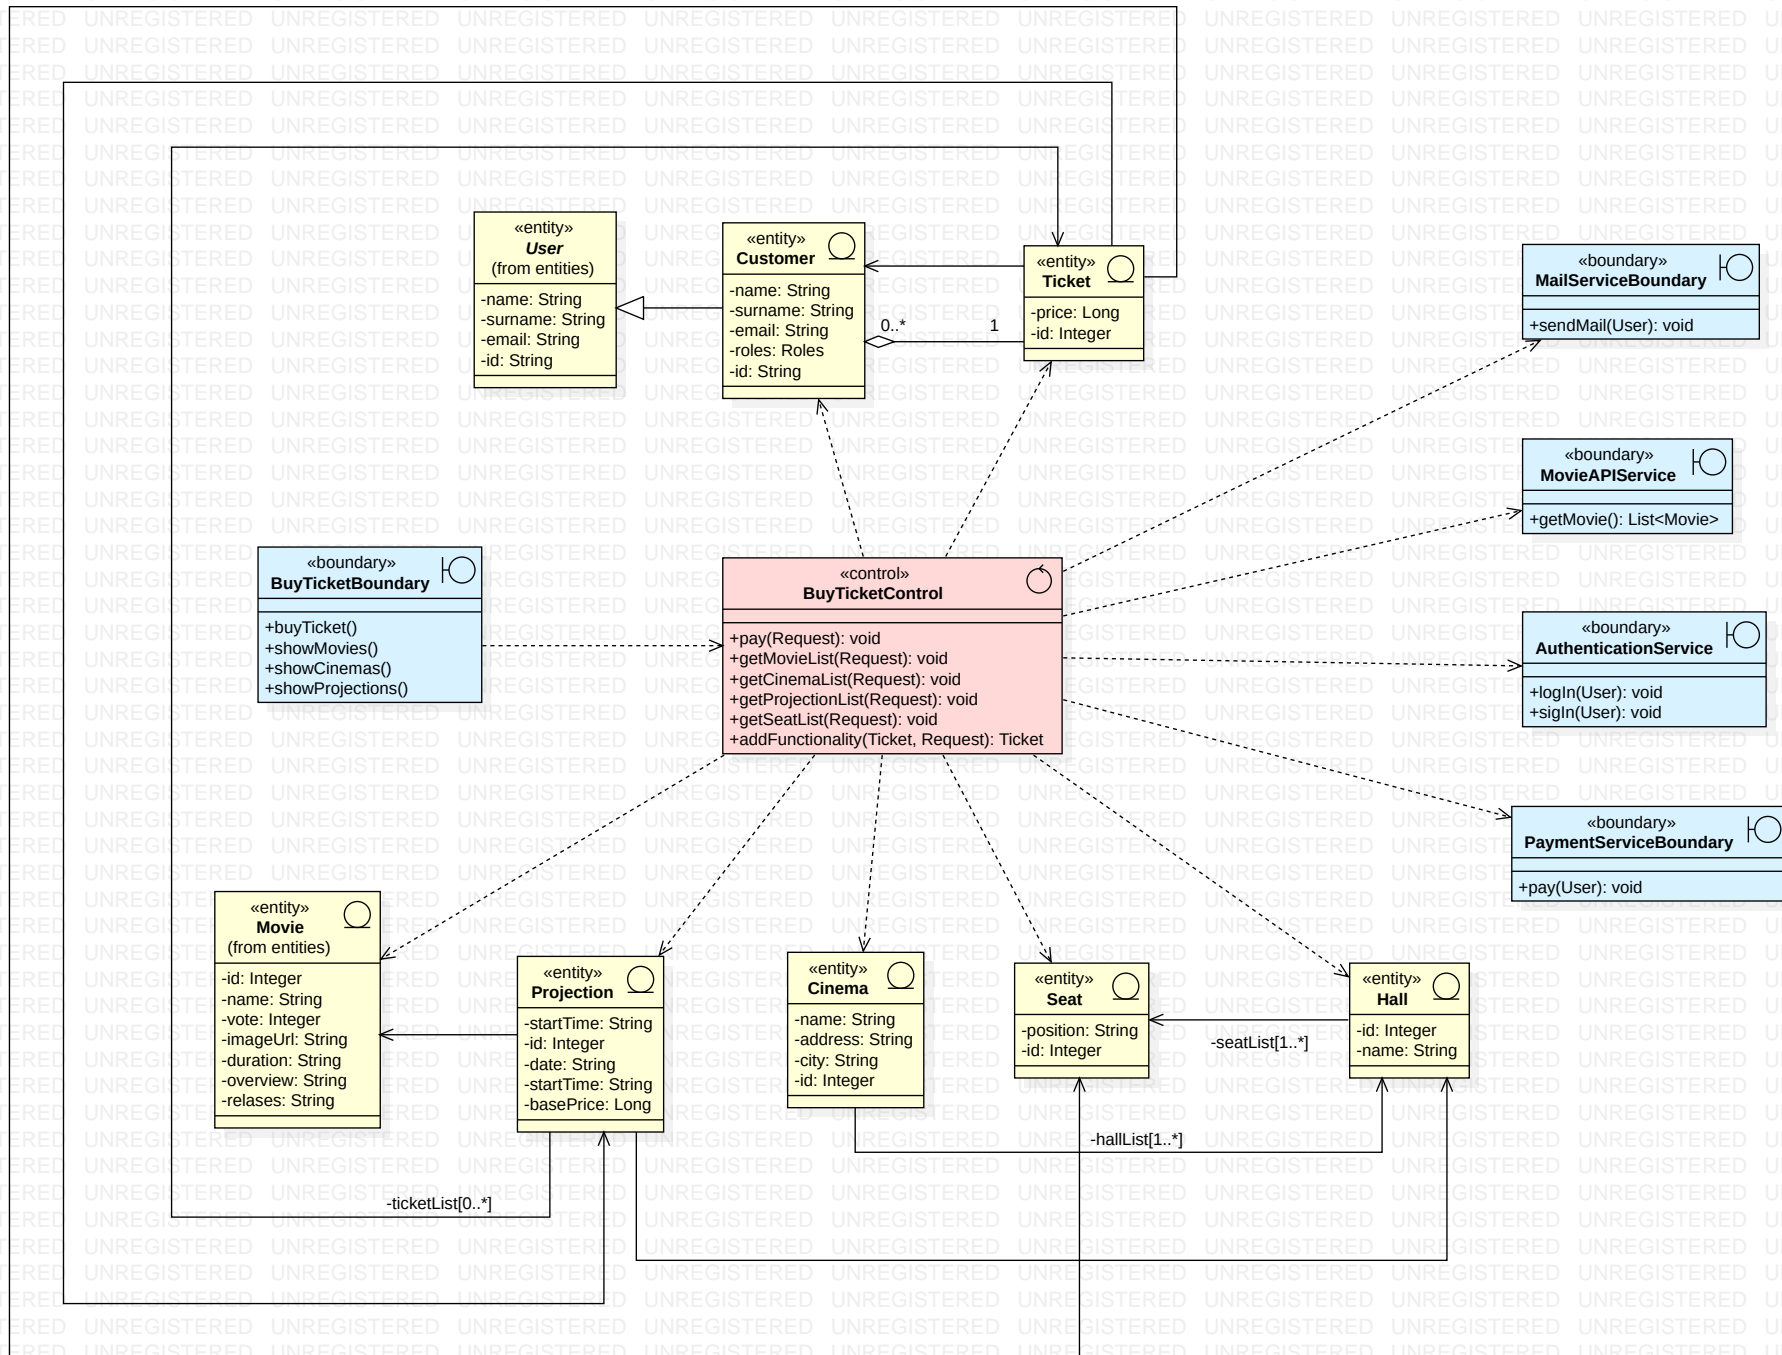 «entity»
User
(from entities)
-name: String
-surname: String
-email: String
-id: String
«entity»
Customer
-name: String
-surname: String
-email: String
-roles: Roles
-id: String
0..*
1
«entity»
Ticket
-price: Long
-id: Integer
«boundary»
MailServiceBoundary
+sendMail(User): void
«boundary»
MovieAPIService
+getMovie(): List<Movie>
«boundary»
BuyTicketBoundary
+buyTicket()
+showMovies()
+showCinemas()
+showProjections()
«control»
BuyTicketControl
+pay(Request): void
+getMovieList(Request): void
+getCinemaList(Request): void
+getProjectionList(Request): void
+getSeatList(Request): void
+addFunctionality(Ticket, Request): Ticket
«boundary»
AuthenticationService
+logIn(User): void
+sigIn(User): void
«boundary»
PaymentServiceBoundary
+pay(User): void
«entity»
Movie
(from entities)
-id: Integer
-name: String
-vote: Integer
-imageUrl: String
-duration: String
-overview: String
-relases: String
«entity»
Projection
-startTime: String
-id: Integer
-date: String
-startTime: String
-basePrice: Long
«entity»
Cinema
-name: String
-address: String
-city: String
-id: Integer
«entity»
Seat
-position: String
-id: Integer
-seatList[1..*]
«entity»
Hall
-id: Integer
-name: String
-hallList[1..*]
-ticketList[0..*]
UNREGISTERED